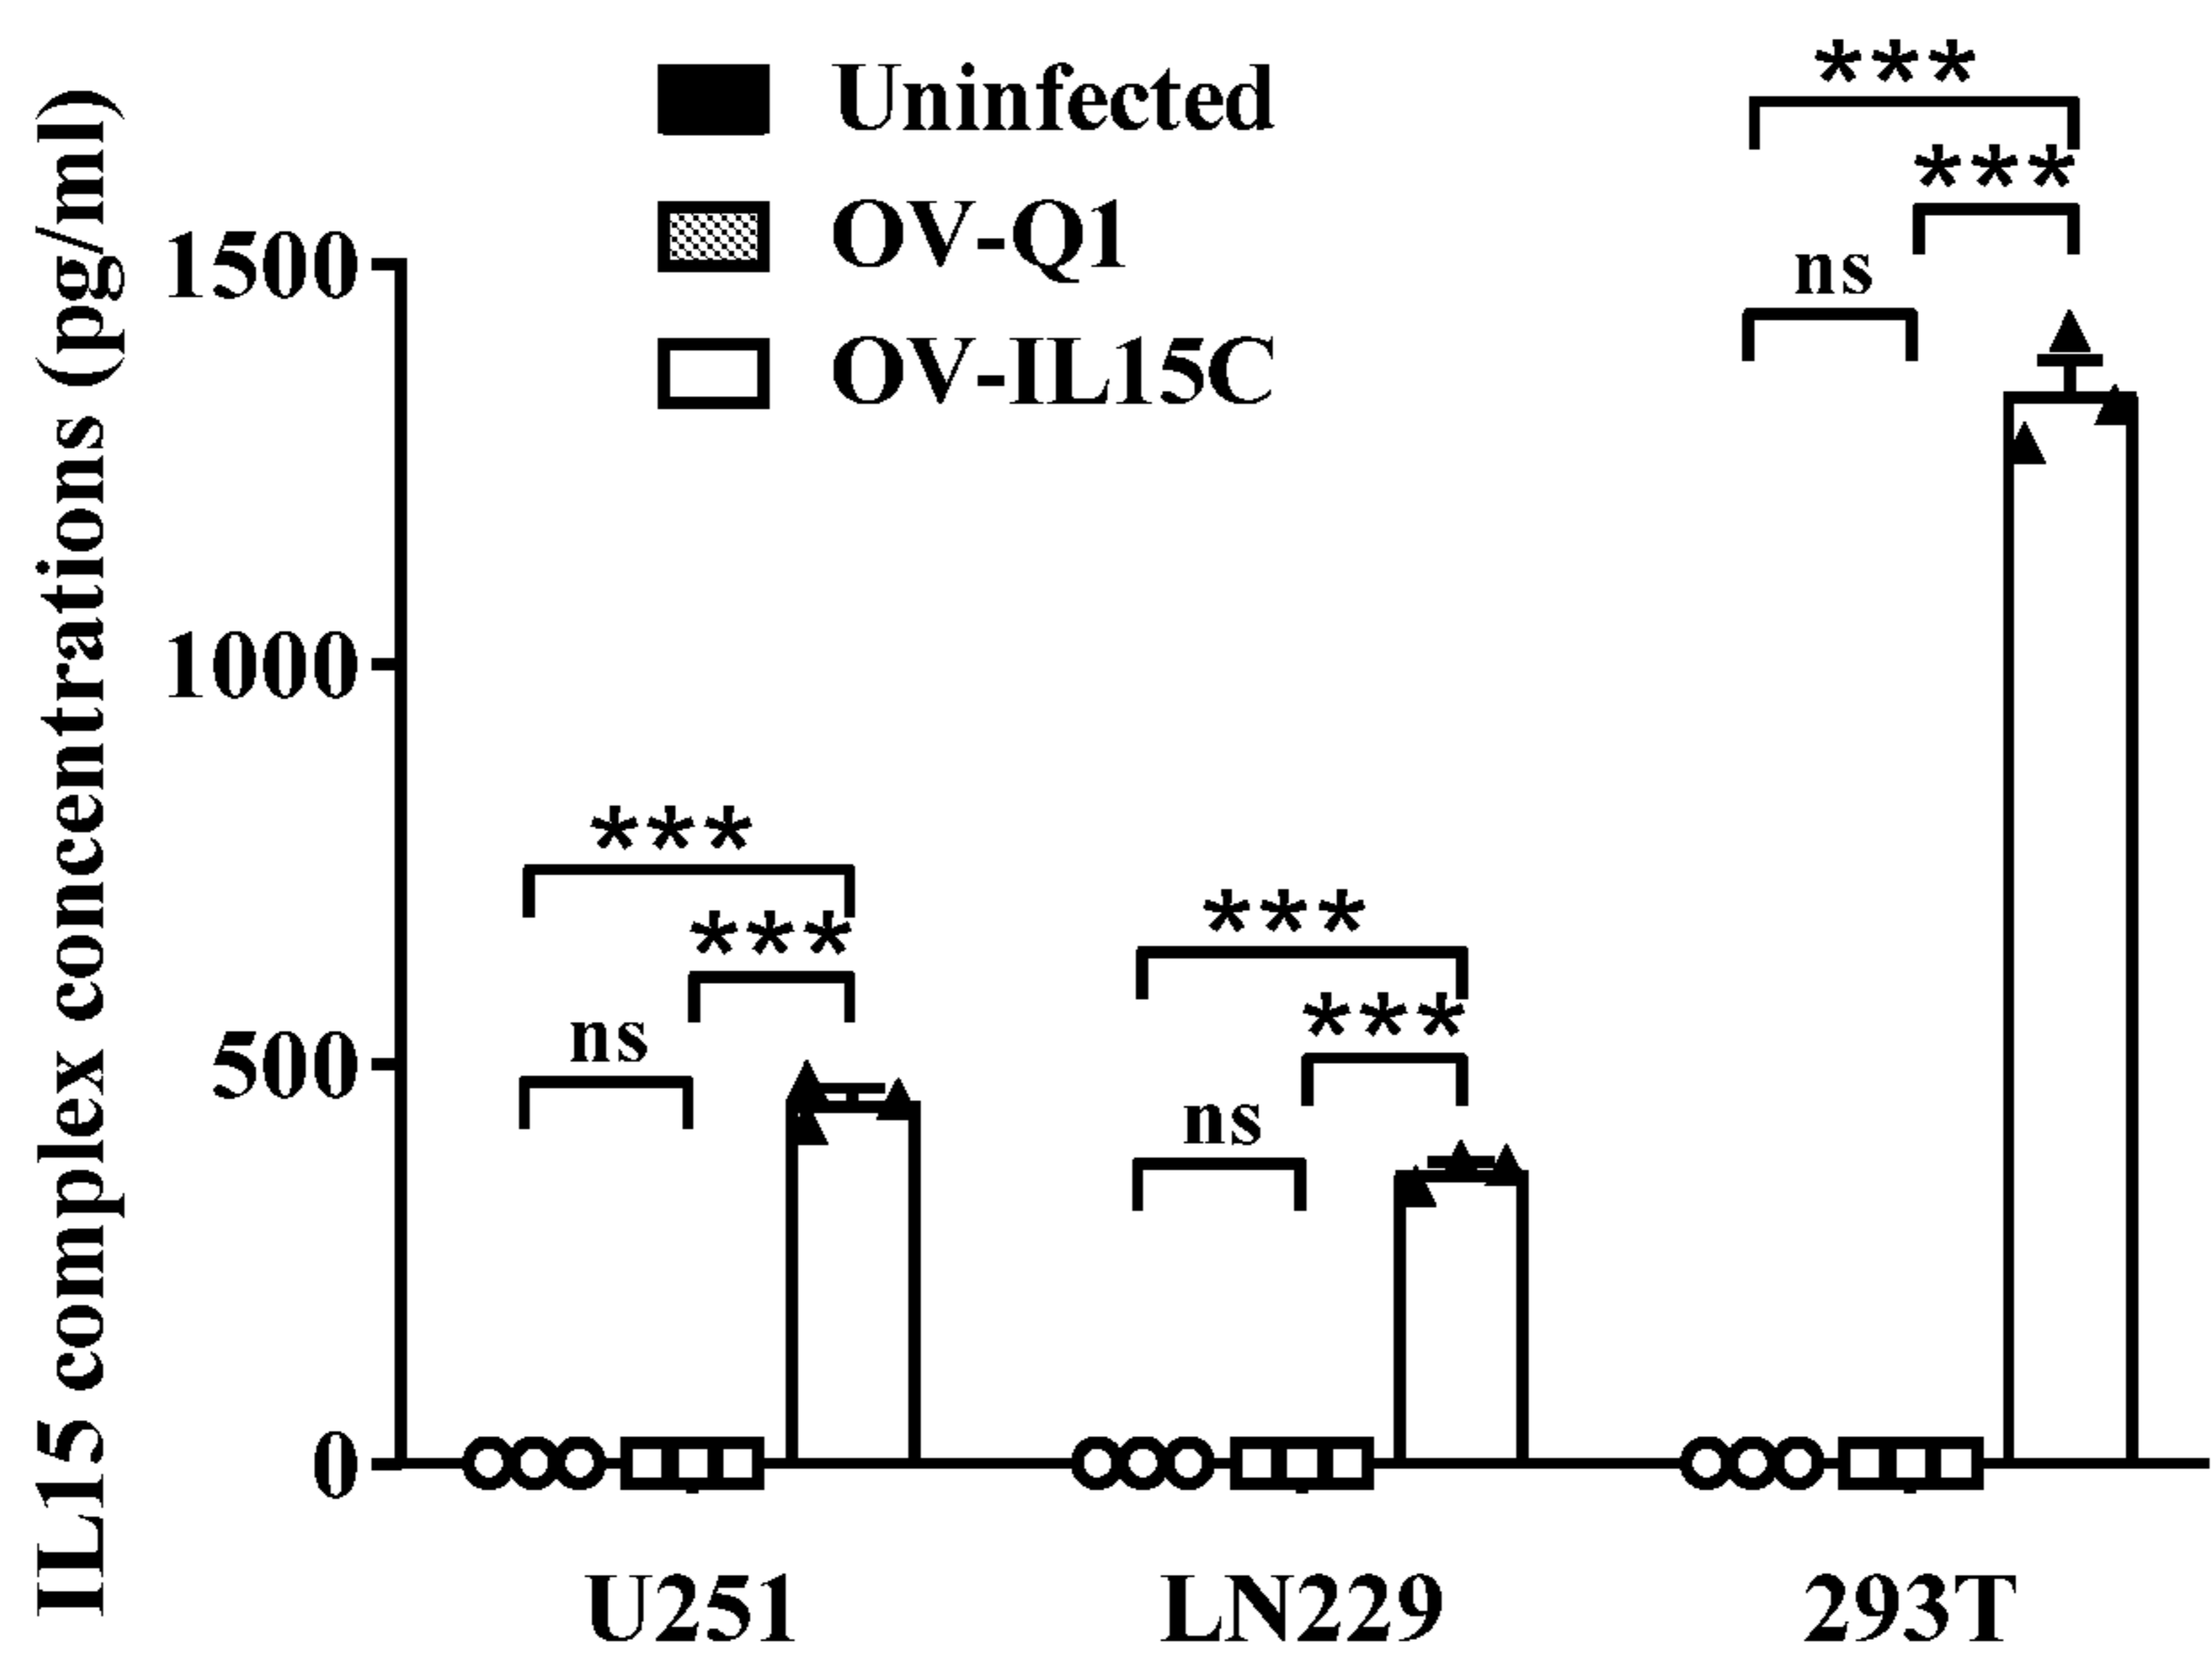 IL15 complex concentrations (pg/ml)
Uninfected
OV-Q1
OV-IL15C
1500
1000
500
0
***
***
ns
***
***
ns
***
***
ns
U251
LN229
293T